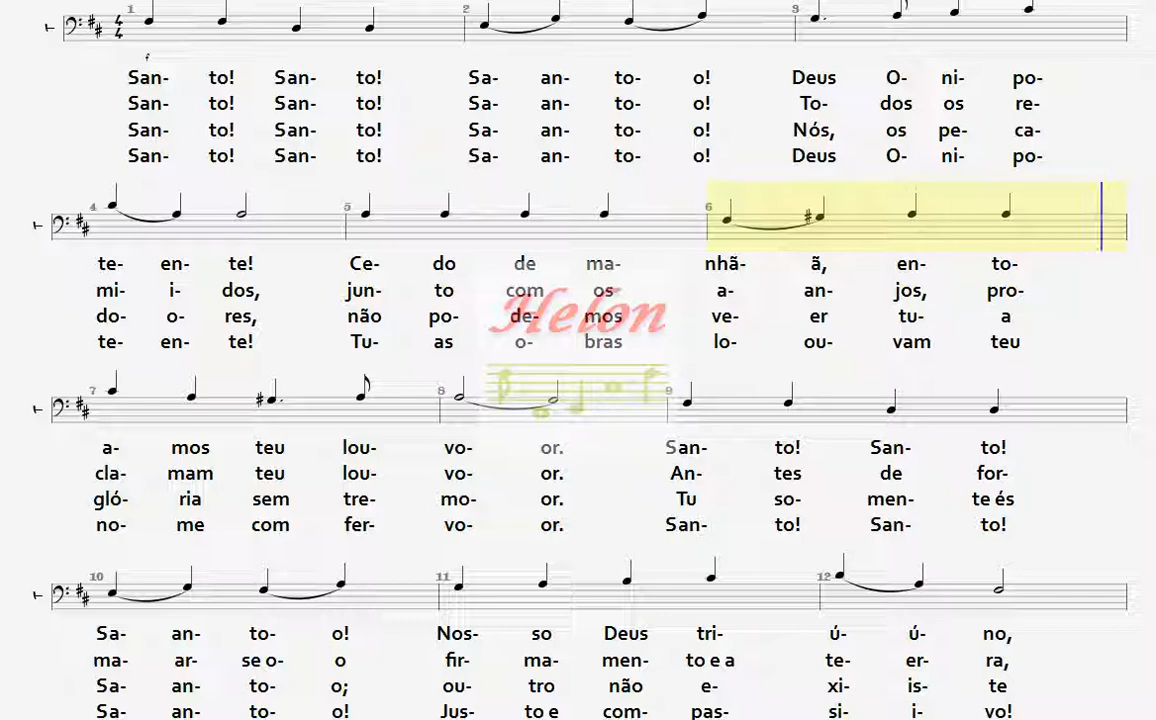 1 2 3
San- to! San- to! Sa- an- to- o! Deus O- ni- po-
San- to! San- to! Sa- an- to- o! To- dos os re-
San- to! San- to! Sa- an- to- o! Nós, os pe- ca-
San- to! San- to! Sa- an- to- o! Deus O- ni- po-
4 5 6
te- en- te! Ce- do de ma- nhã- ã, en- to-
mi- i- dos, jun- to com os a- an- jos, pro-
do- o- res, não po- de- mos ve- er tu- a
te- en- te! Tu- as o- bras lo- ou- vam teu
Helon
7 8 9
a- mos teu lou- vo- or. San- to! San- to!
cla- mam teu lou- vo- or. An- tes de for-
gló- ria sem tre- mo- or. Tu so- men- te és
no- me com fer- vo- or. San- to! San- to!
10 11 12
Sa- an- to- o! Nos- so Deus tri- ú- ú- no,
ma- ar- se o- o fir- ma- men- to e a te- er- ra,
Sa- an- to- o; ou- tro não e- xi- is- te
Sa- an- to- o! Jus- to e com- pas- si- i- vo!